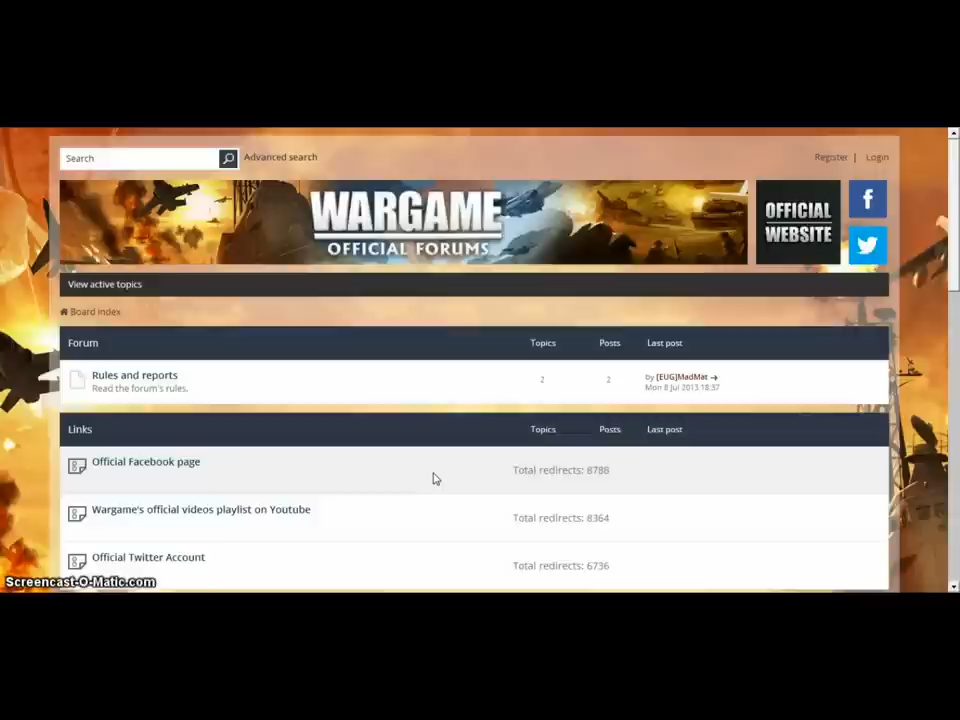 Search
Advanced search
Register | Login
WARGAME
OFFICIAL FORUMS
OFFICIAL
WEBSITE
View active topics
Board index
Forum Topics Posts Last post
Rules and reports
Read the forum's rules.
2 2
by [EUG]MadMat
Mon 8 Jul 2013 18:37
Links Topics Posts Last post
Official Facebook page
Total redirects: 8788
Wargame's official videos playlist on Youtube
Total redirects: 8364
Official Twitter Account
Total redirects: 6736
Screencast-O-Matic.com